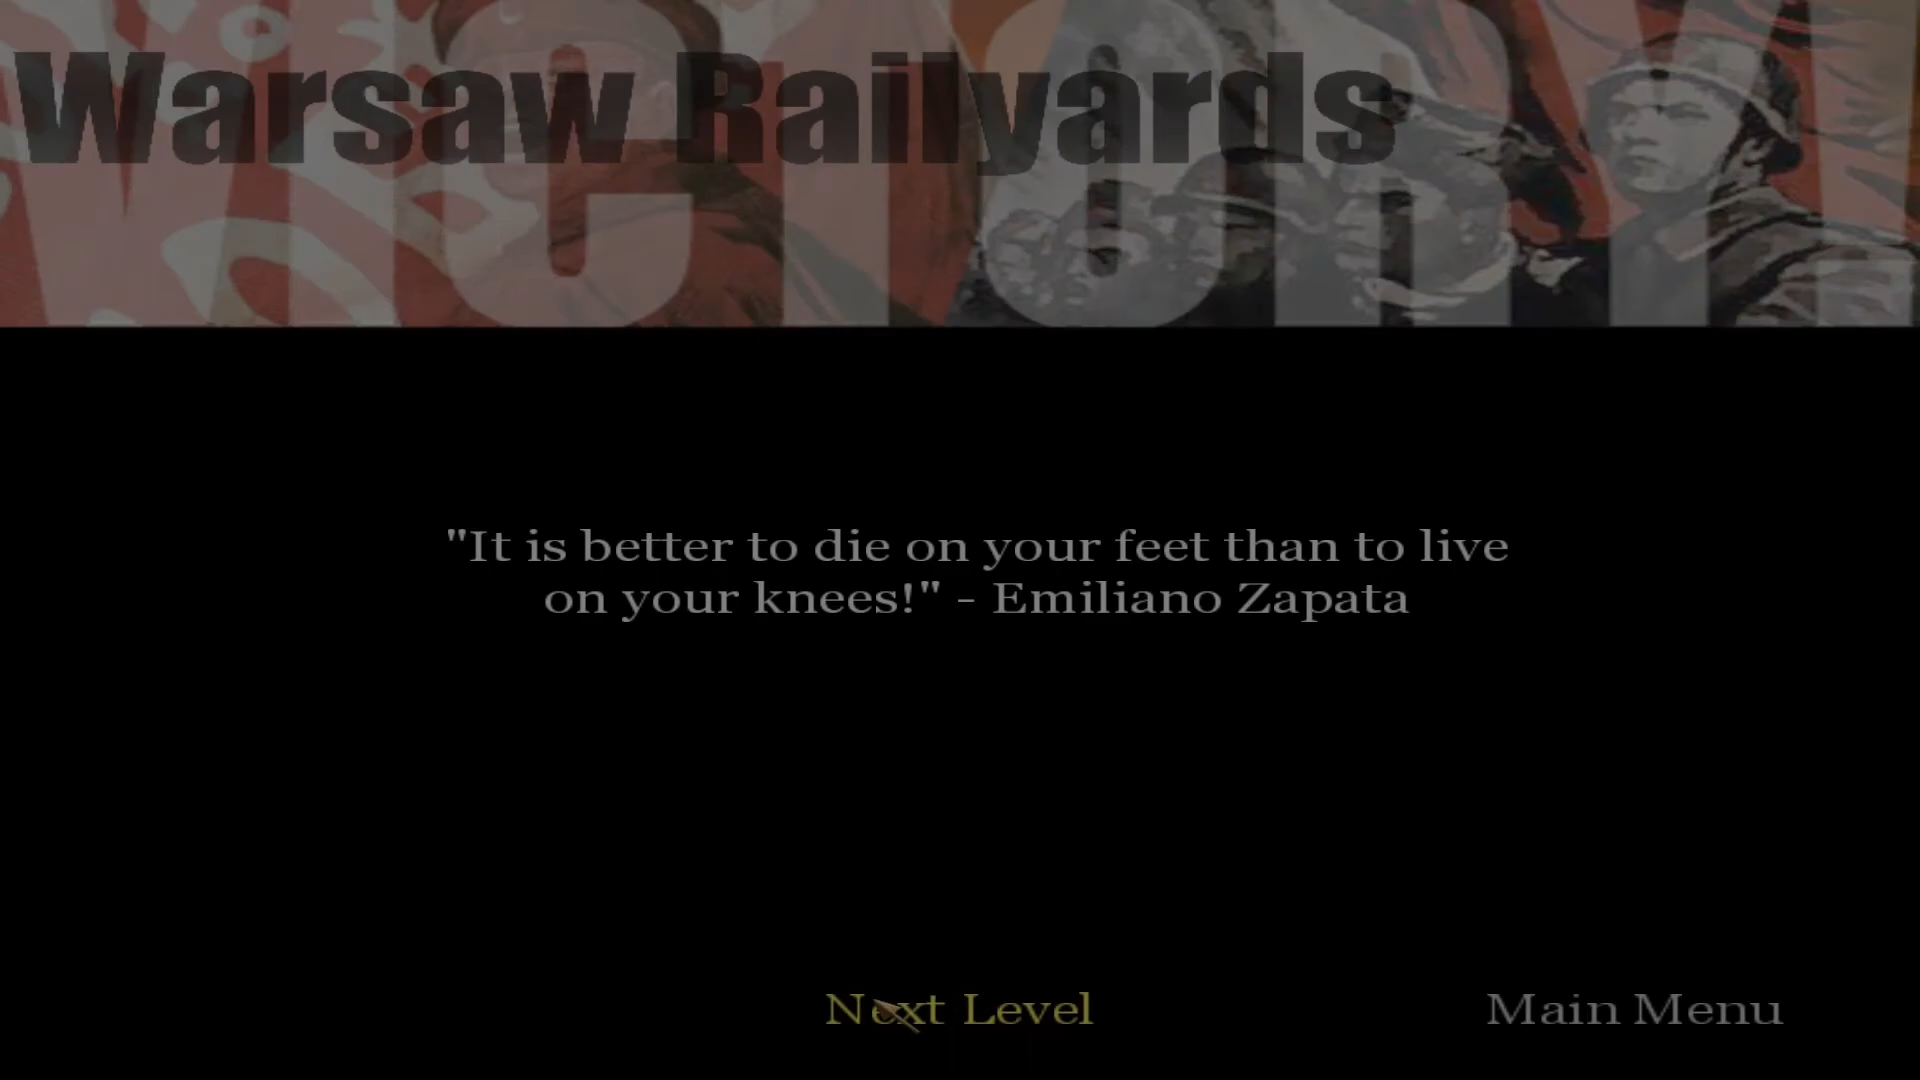 VICTORY
Warsaw Railyards
"It is better to die on your feet than to live
on your knees!" - Emiliano Zapata
Next Level
Main Menu